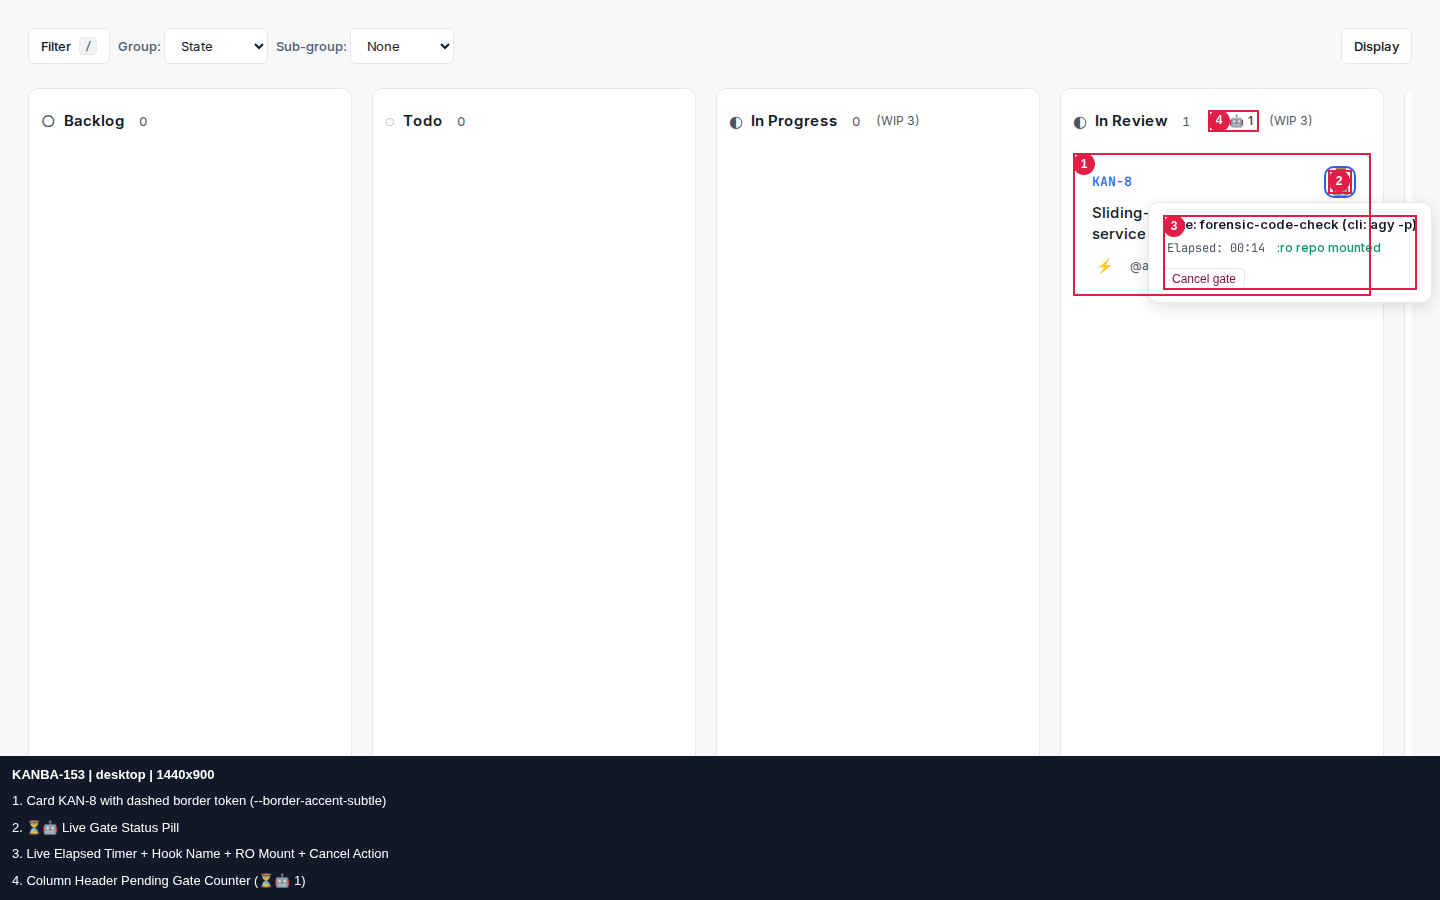 Filter / Group: State Sub-group: None Display
Backlog 0
Todo 0
In Progress 0 (WIP 3)
In Review 1 4 🤖 1 (WIP 3)
1
KAN-8 2
Sliding-
service
⚡ @a
3 e: forensic-code-check (cli: agy -p)
Elapsed: 00:14 :ro repo mounted
Cancel gate
KANBA-153 | desktop | 1440x900
1. Card KAN-8 with dashed border token (--border-accent-subtle)
2. ⏳🤖 Live Gate Status Pill
3. Live Elapsed Timer + Hook Name + RO Mount + Cancel Action
4. Column Header Pending Gate Counter (⏳🤖 1)